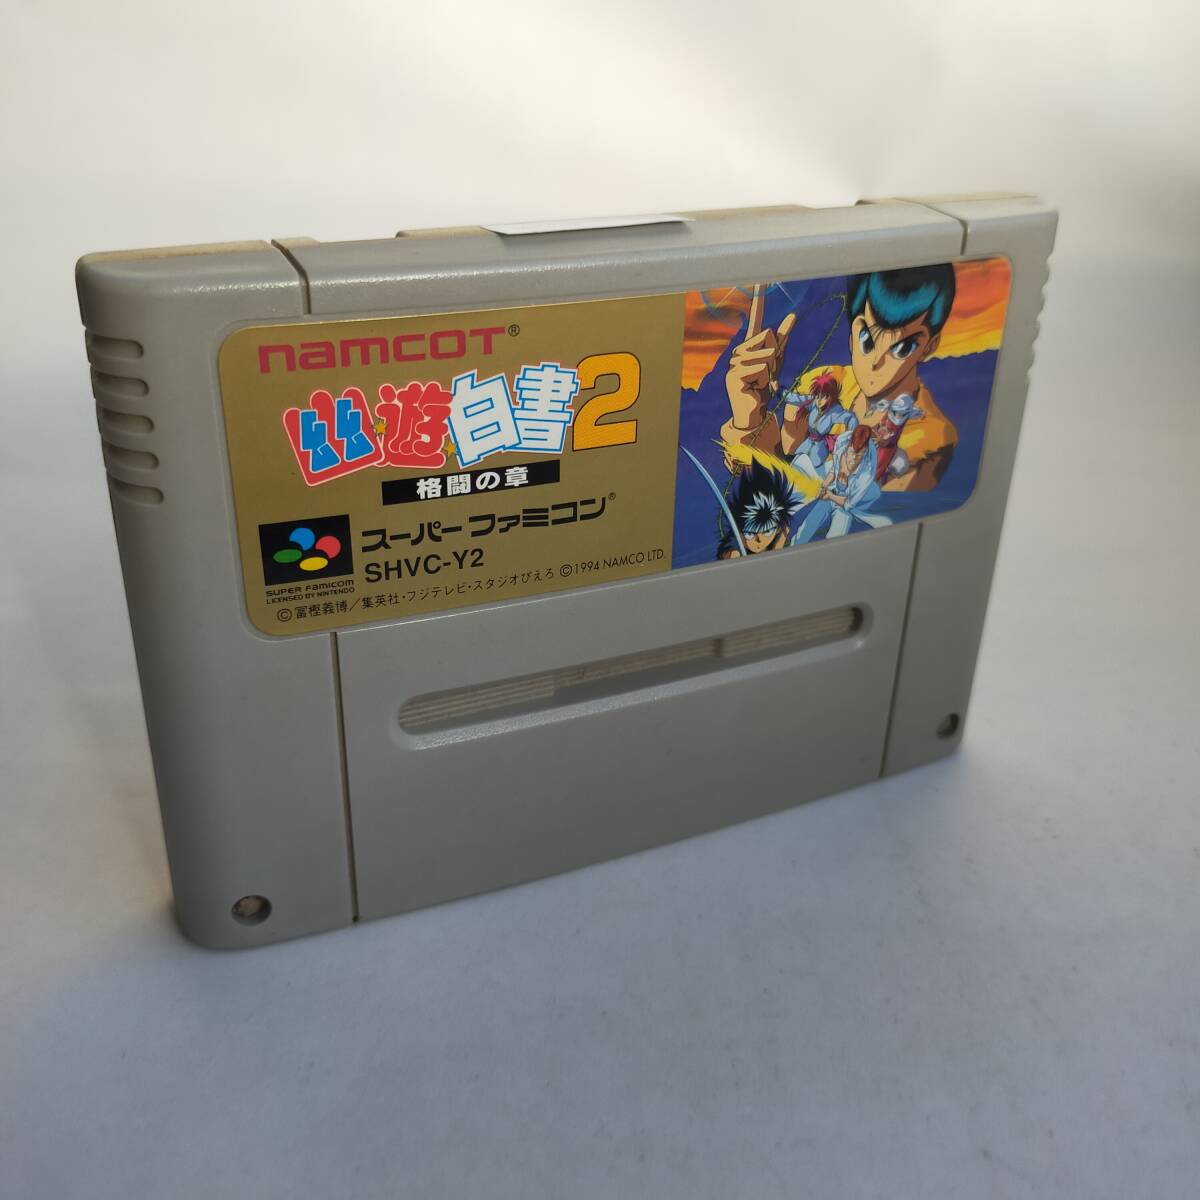 namcot®
幽☆遊☆白書2
格闘の章
スーパーファミコン®
SHVC-Y2
SUPER FAMICOM
LICENSED BY NINTENDO
©冨樫義博／集英社・フジテレビ・スタジオぴえろ ©1994 NAMCO LTD.